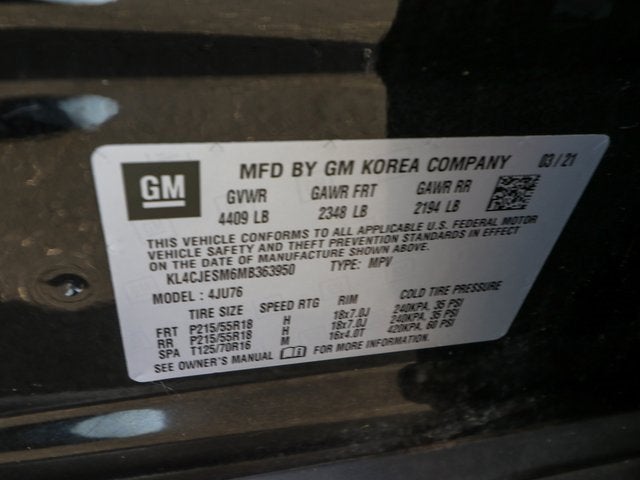 GM
MFD BY GM KOREA COMPANY 03/21
GVWR GAWR FRT GAWR RR
4409 LB 2348 LB 2194 LB
THIS VEHICLE CONFORMS TO ALL APPLICABLE U.S. FEDERAL MOTOR
VEHICLE SAFETY AND THEFT PREVENTION STANDARDS IN EFFECT
ON THE DATE OF MANUFACTURE SHOWN ABOVE.
KL4CJESM6MB363950 TYPE: MPV
MODEL: 4JU76
TIRE SIZE SPEED RTG RIM COLD TIRE PRESSURE
FRT P215/55R18 H 18x7.0J 240KPA. 35 PSI
RR P215/55R18 H 18x7.0J 240KPA. 35 PSI
SPA T125/70R16 M 16x4.0T 420KPA. 60 PSI
SEE OWNER'S MANUAL FOR MORE INFORMATION.